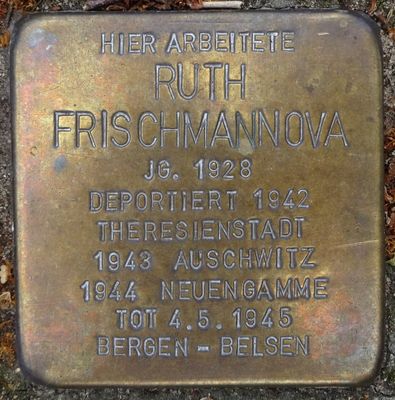 HIER ARBEITETE
RUTH
FRISCHMANNOVA
JG. 1928
DEPORTIERT 1942
THERESIENSTADT
1943 AUSCHWITZ
1944 NEUENGAMME
TOT 4.5.1945
BERGEN - BELSEN